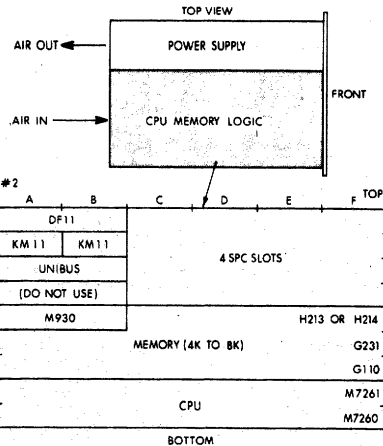 TOP VIEW
AIR OUT
POWER SUPPLY
FRONT
AIR IN
CPU MEMORY LOGIC
#2
A B C D E F TOP
DF11
KM11 KM11
4 SPC SLOTS
UNIBUS
(DO NOT USE)
M930
H213 OR H214
MEMORY (4K TO 8K)
G231
G110
M7261
CPU
M7260
BOTTOM